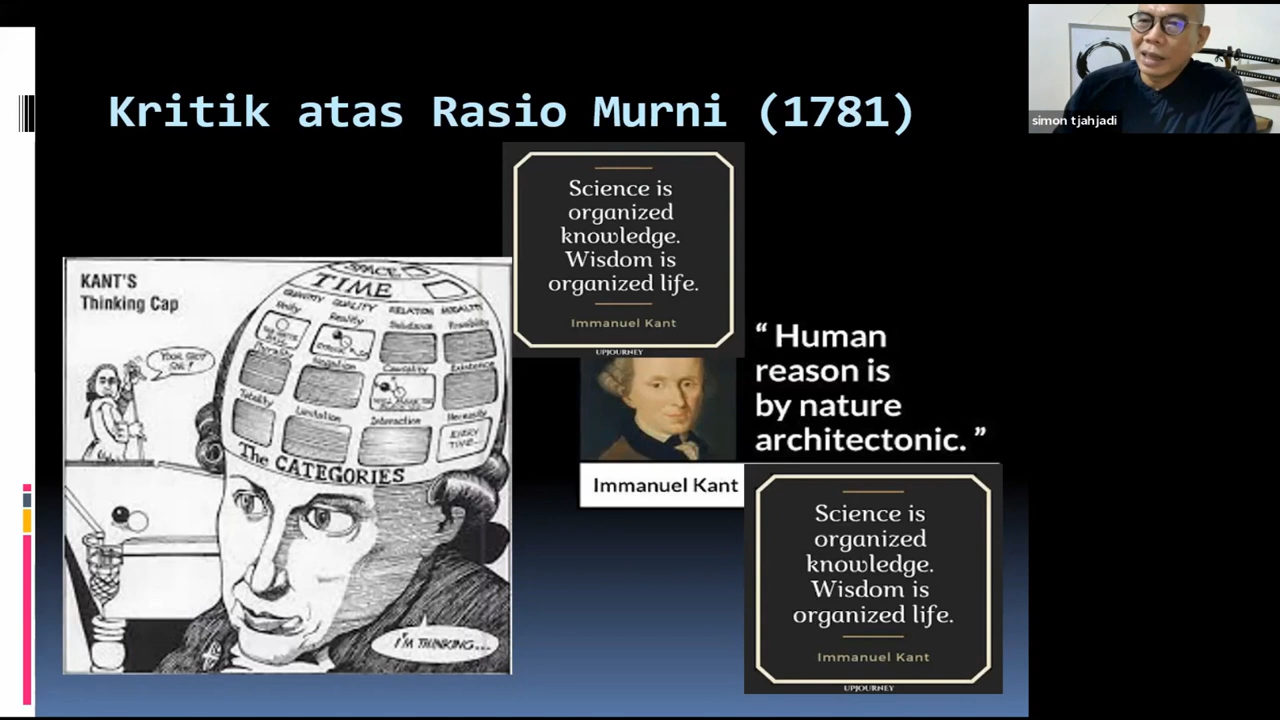 Kritik atas Rasio Murni (1781)
simon tjahjadi
KANT'S
Thinking Cap
SPACE
TIME
QUANTITY QUALITY RELATION MODALITY
Unity Reality Substance Possibility
Plurality Negation Causality Existence
Totality Limitation Interaction Necessity
EVERY
TIME...
The CATEGORIES
YOUR SHOT
I'M THINKING...
Science is
organized
knowledge.
Wisdom is
organized life.
Immanuel Kant
UPJOURNEY
“ Human
reason is
by nature
architectonic. ”
Immanuel Kant
Science is
organized
knowledge.
Wisdom is
organized life.
Immanuel Kant
UPJOURNEY